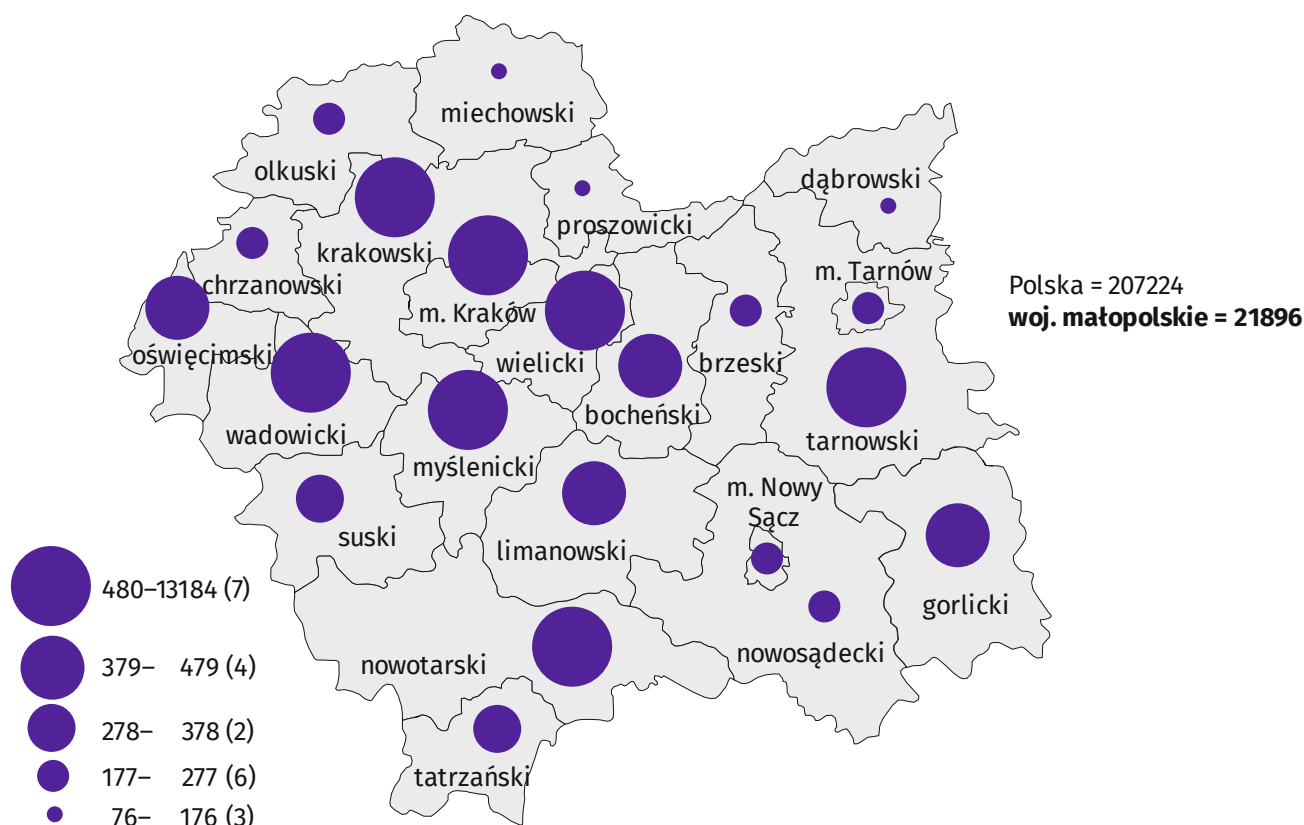 miechowski
olkuski
dąbrowski
proszowicki
krakowski
m. Tarnów
chrzanowski
Polska = 207224
m. Kraków
woj. małopolskie = 21896
oświęcimski
wielicki
brzeski
bocheński
wadowicki
tarnowski
myślenicki
m. Nowy
Sącz
suski
limanowski
480–13184 (7)
gorlicki
nowotarski
379– 479 (4)
nowosądecki
278– 378 (2)
tatrzański
177– 277 (6)
76– 176 (3)